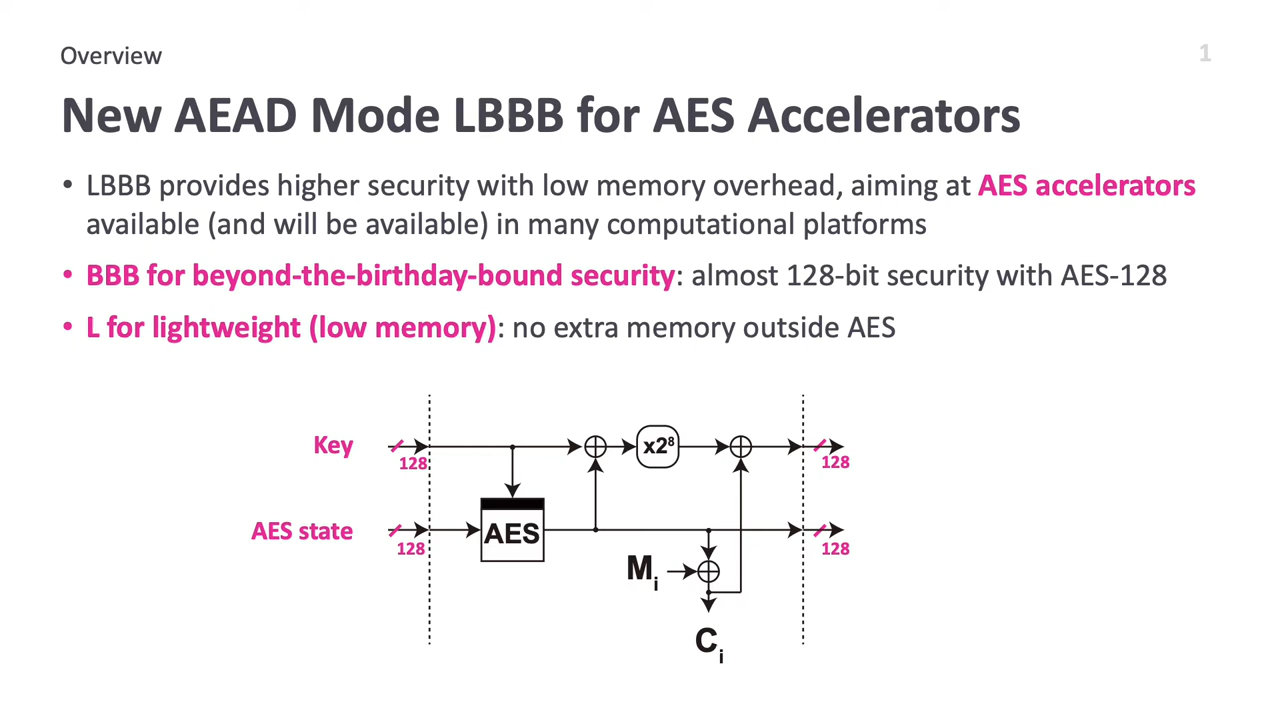 Overview
1
New AEAD Mode LBBB for AES Accelerators
• LBBB provides higher security with low memory overhead, aiming at AES accelerators
available (and will be available) in many computational platforms
• BBB for beyond-the-birthday-bound security: almost 128-bit security with AES-128
• L for lightweight (low memory): no extra memory outside AES
Key
128
x2⁸
128
AES state
128
AES
128
Mᵢ
Cᵢ